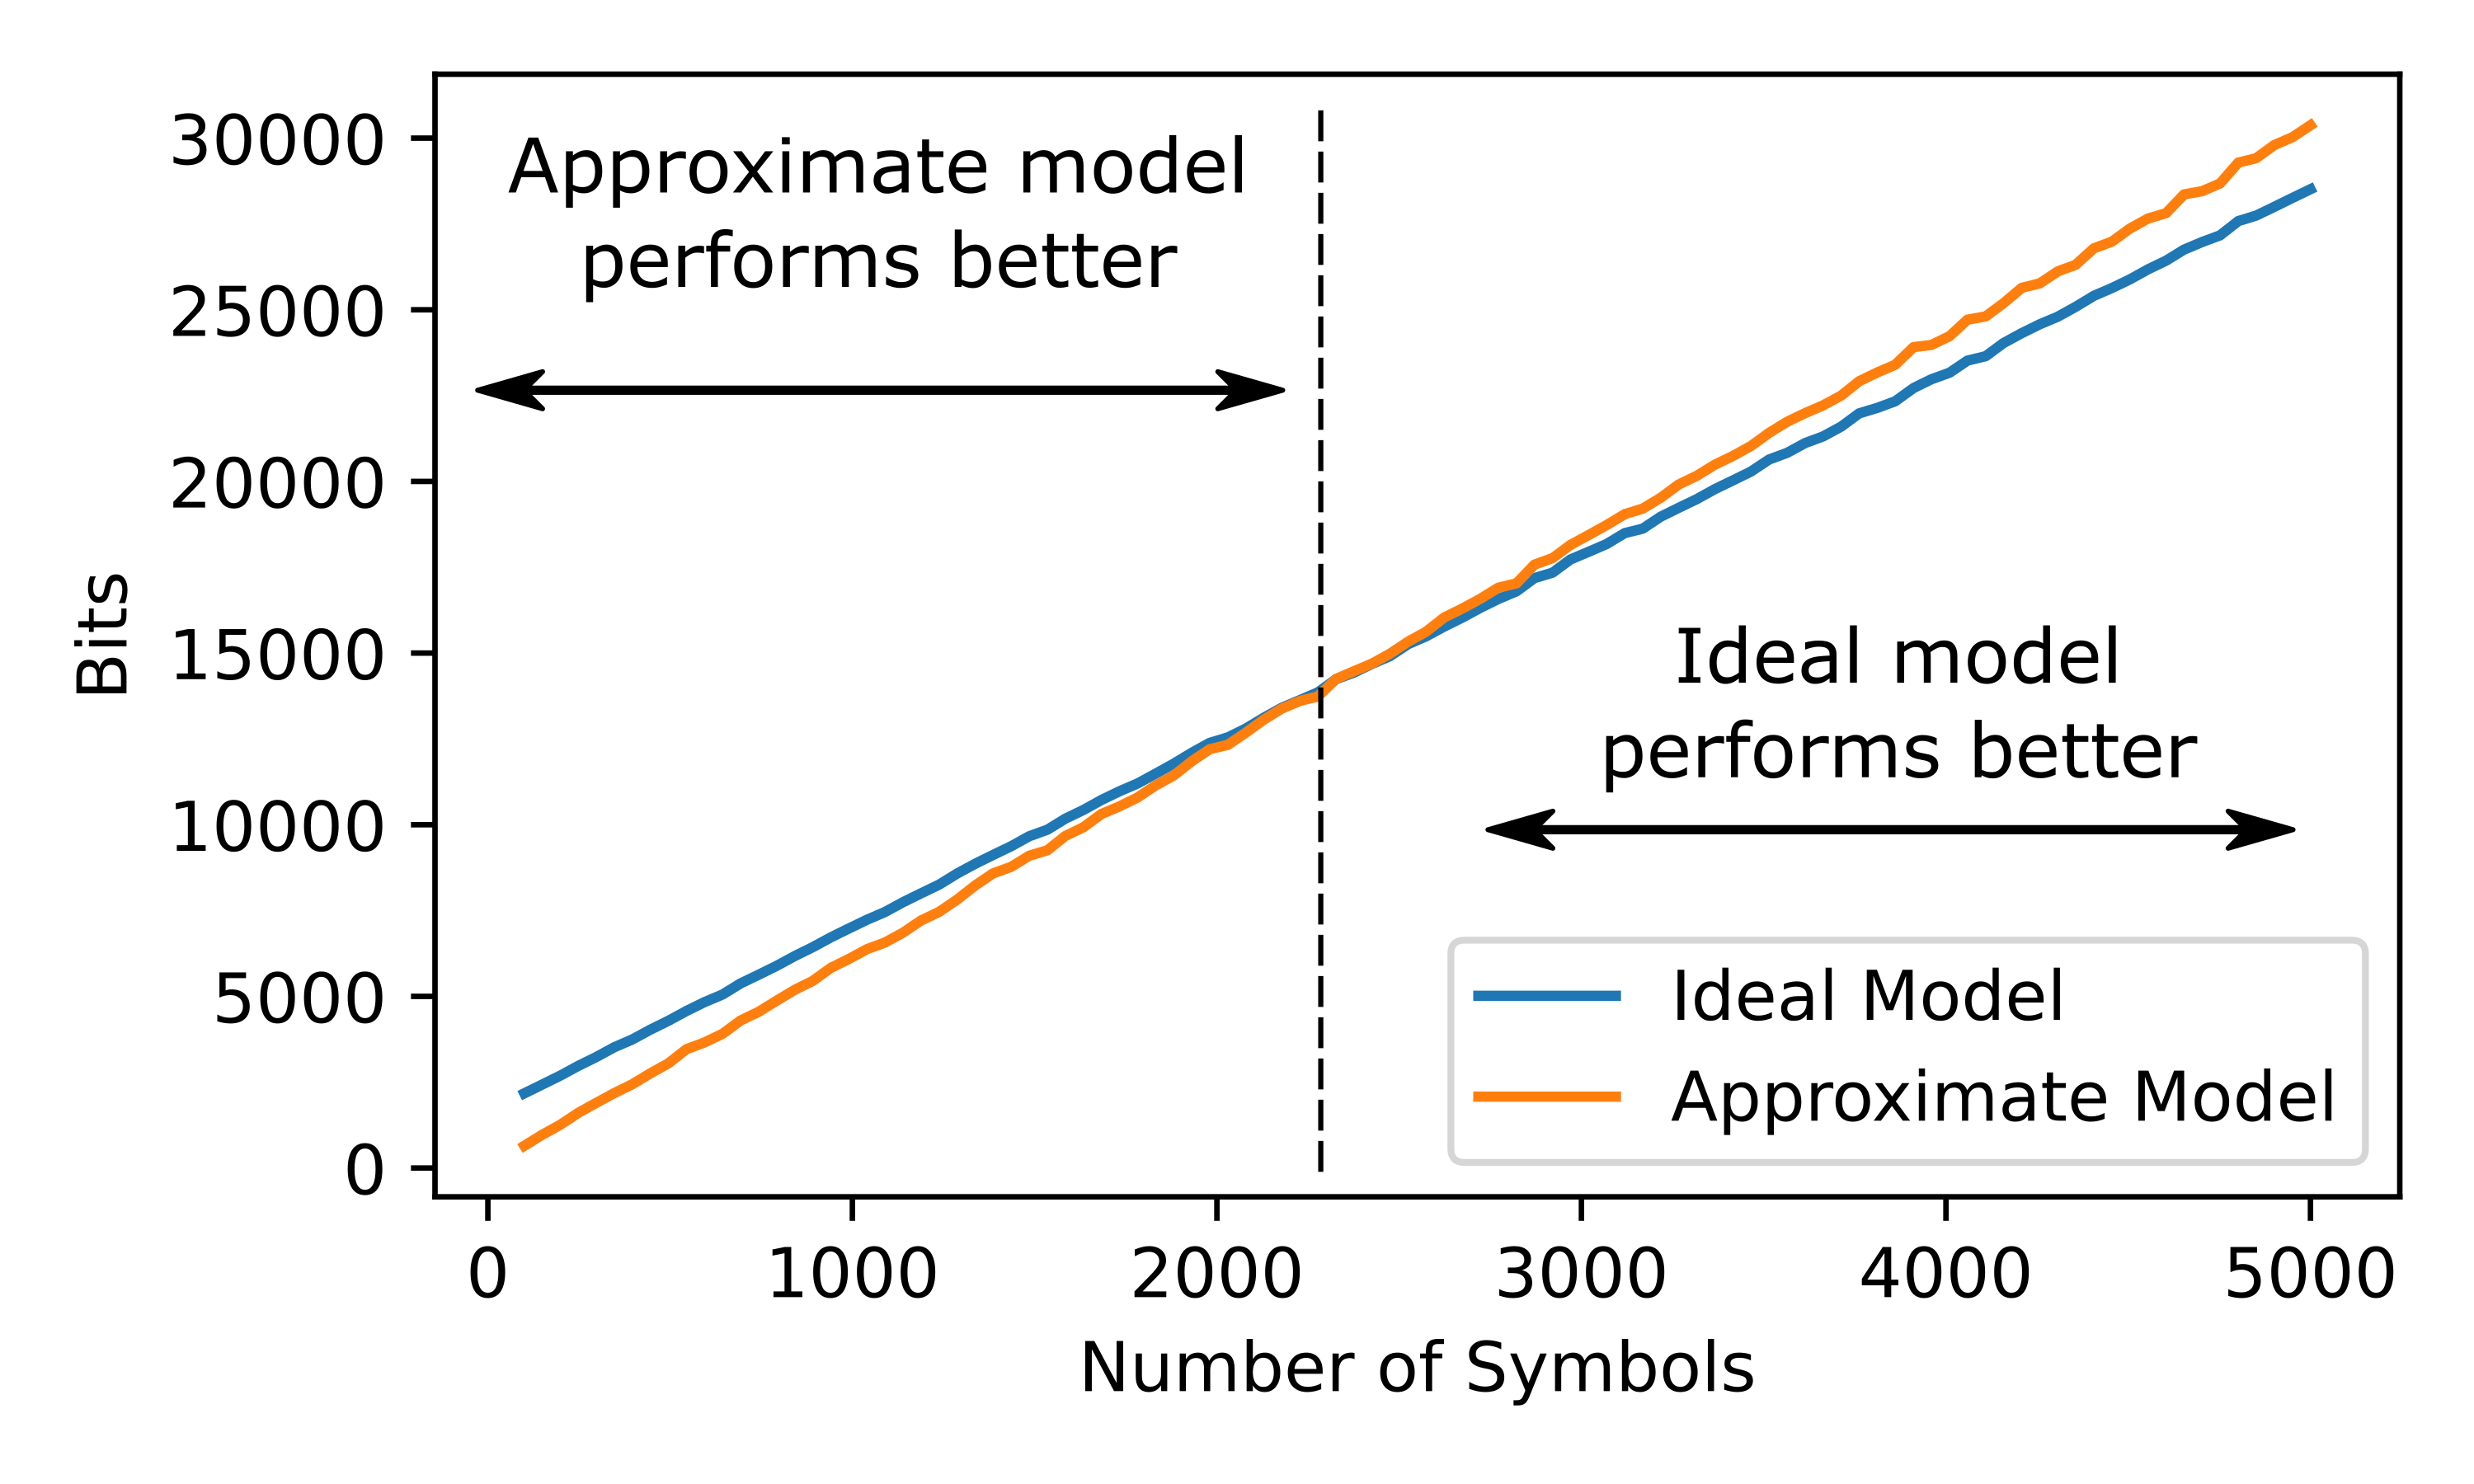 30000
25000
20000
15000
10000
5000
0
Bits
Approximate model
performs better
Ideal model
performs better
Ideal Model
Approximate Model
0 1000 2000 3000 4000 5000
Number of Symbols